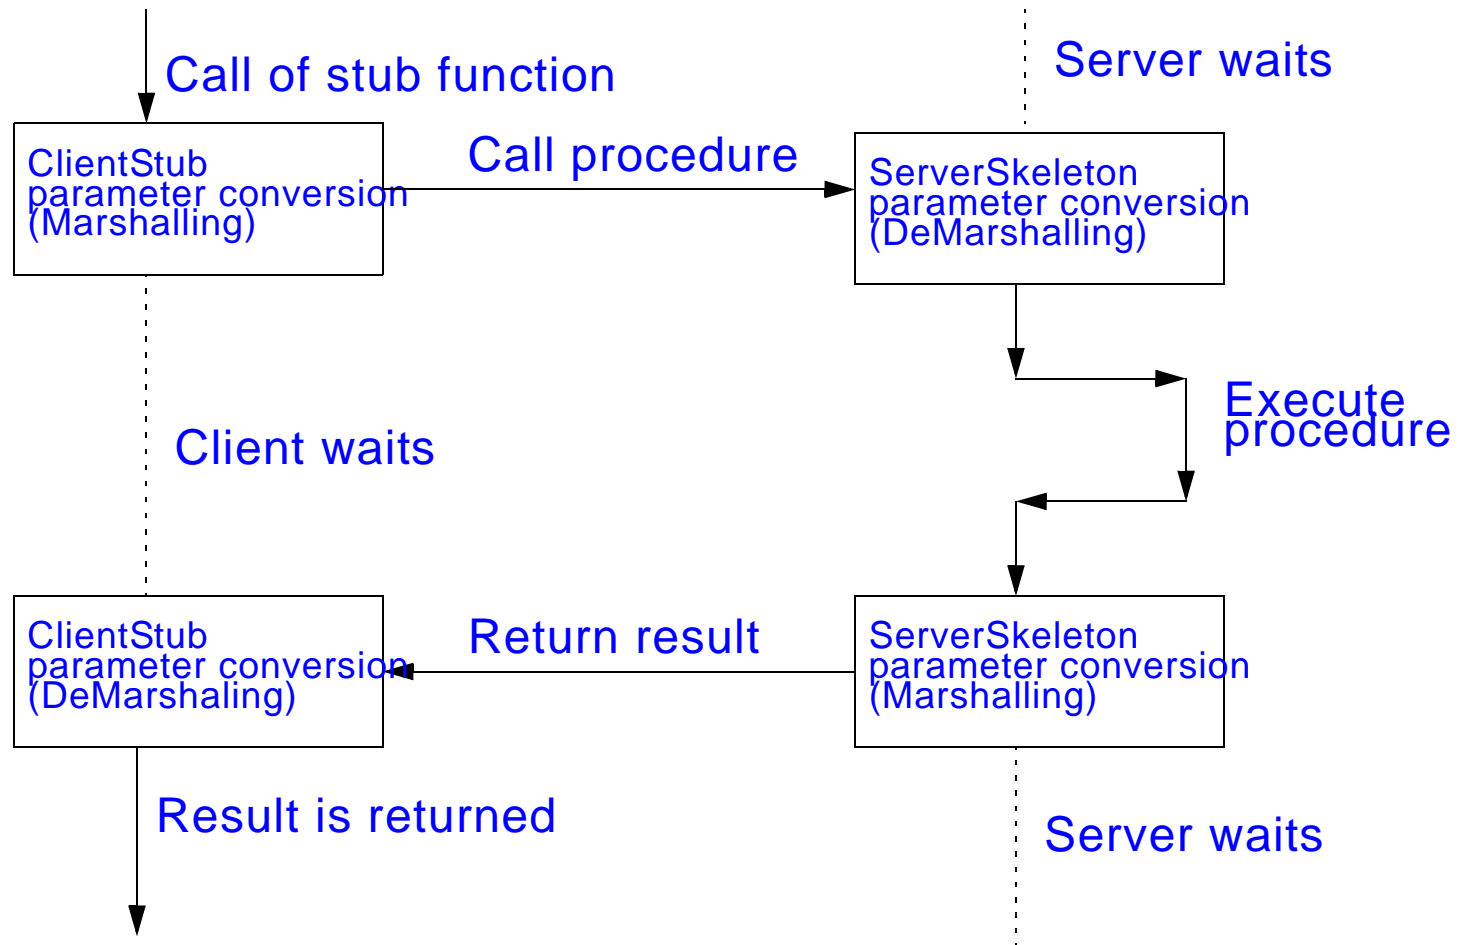 Call of stub function
Server waits
ClientStub
parameter conversion
(Marshalling)
Call procedure
ServerSkeleton
parameter conversion
(DeMarshalling)
Client waits
Execute
procedure
ClientStub
parameter conversion
(DeMarshaling)
Return result
ServerSkeleton
parameter conversion
(Marshalling)
Result is returned
Server waits